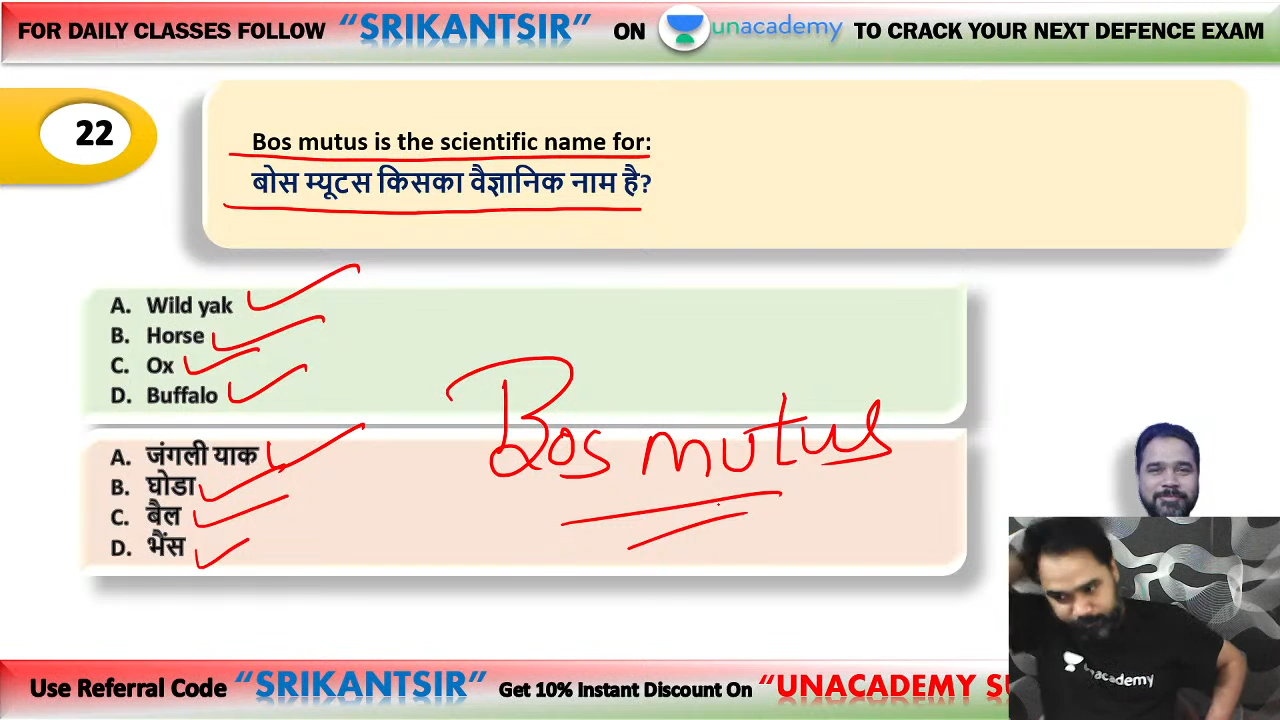 FOR DAILY CLASSES FOLLOW “SRIKANTSIR” ON unacademy TO CRACK YOUR NEXT DEFENCE EXAM
22
Bos mutus is the scientific name for:
बोस म्यूटस किसका वैज्ञानिक नाम है?
A. Wild yak
B. Horse
C. Ox
D. Buffalo
Bos mutus
A. जंगली याक
B. घोडा
C. बैल
D. भैंस
unacademy
Use Referral Code “SRIKANTSIR” Get 10% Instant Discount On “UNACADEMY